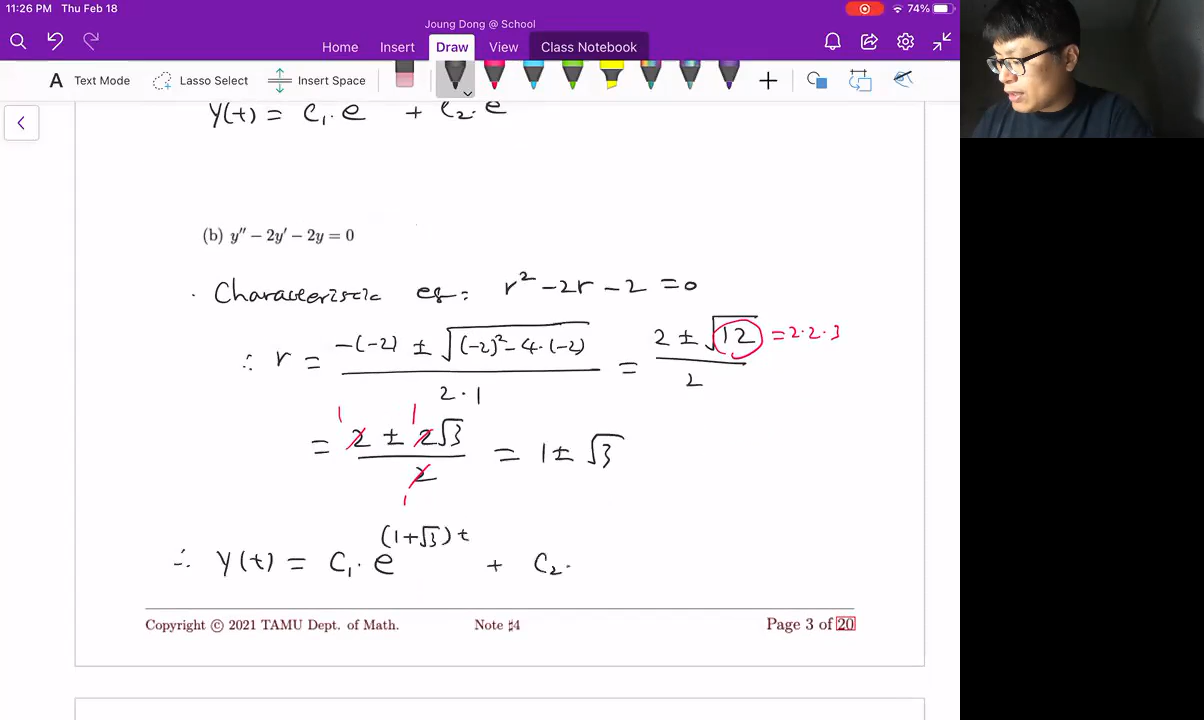 11:26 PM Thu Feb 18 74%
Joung Dong @ School
Home Insert Draw View Class Notebook
A Text Mode Lasso Select Insert Space
y(t) = C₁·e + C₂·e
(b) y″ − 2y′ − 2y = 0
· Characteristic eq: r² − 2r − 2 = 0
∴ r = (−(−2) ± √((−2)² − 4·(−2))) / (2·1) = (2 ± √12) / 2 = 2·2·3
1 1
= (2 ± 2√3) / 2 = 1 ± √3
1
∴ y(t) = C₁·e^((1+√3)t) + C₂·
Copyright © 2021 TAMU Dept. of Math. Note ♯4 Page 3 of 20